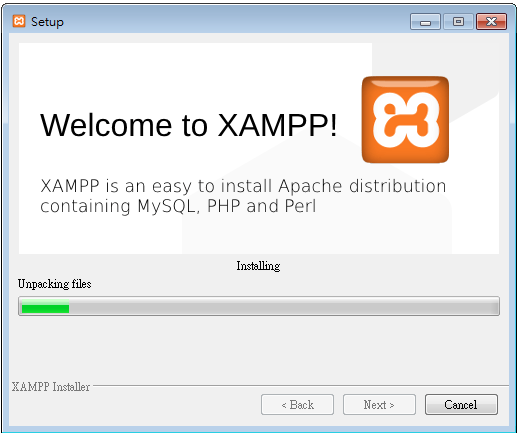 Setup
Welcome to XAMPP!
XAMPP is an easy to install Apache distribution
containing MySQL, PHP and Perl
Installing
Unpacking files
XAMPP Installer
< Back
Next >
Cancel